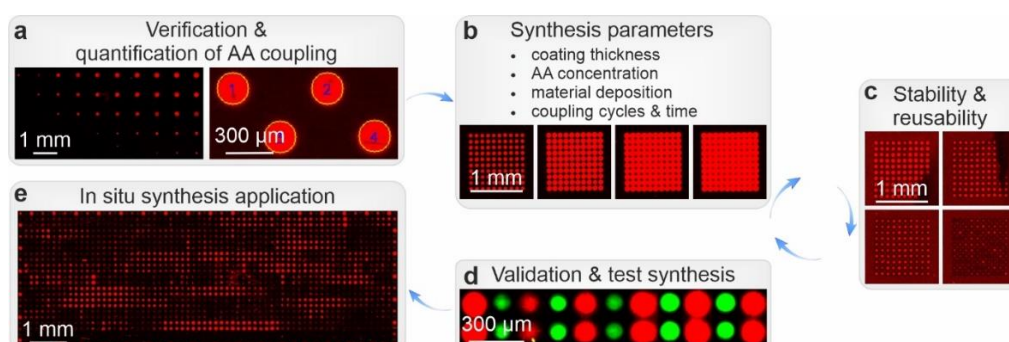 a
Verification &
quantification of AA coupling
1 mm
1 2
4
300 µm
b
Synthesis parameters
• coating thickness
• AA concentration
• material deposition
• coupling cycles & time
1 mm
c
Stability &
reusability
1 mm
d
Validation & test synthesis
300 µm
e
In situ synthesis application
1 mm